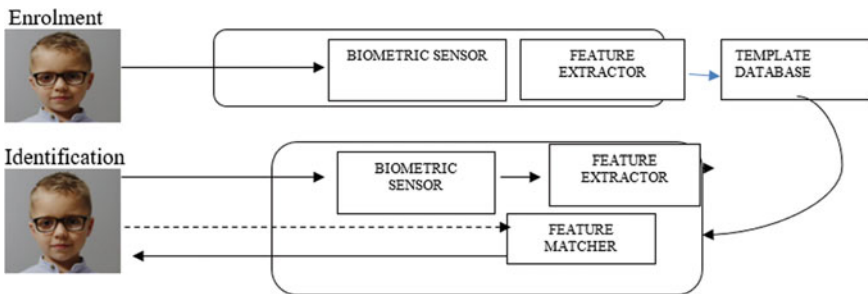 Enrolment
BIOMETRIC SENSOR
FEATURE
EXTRACTOR
TEMPLATE
DATABASE
Identification
BIOMETRIC
SENSOR
FEATURE
EXTRACTOR
FEATURE
MATCHER